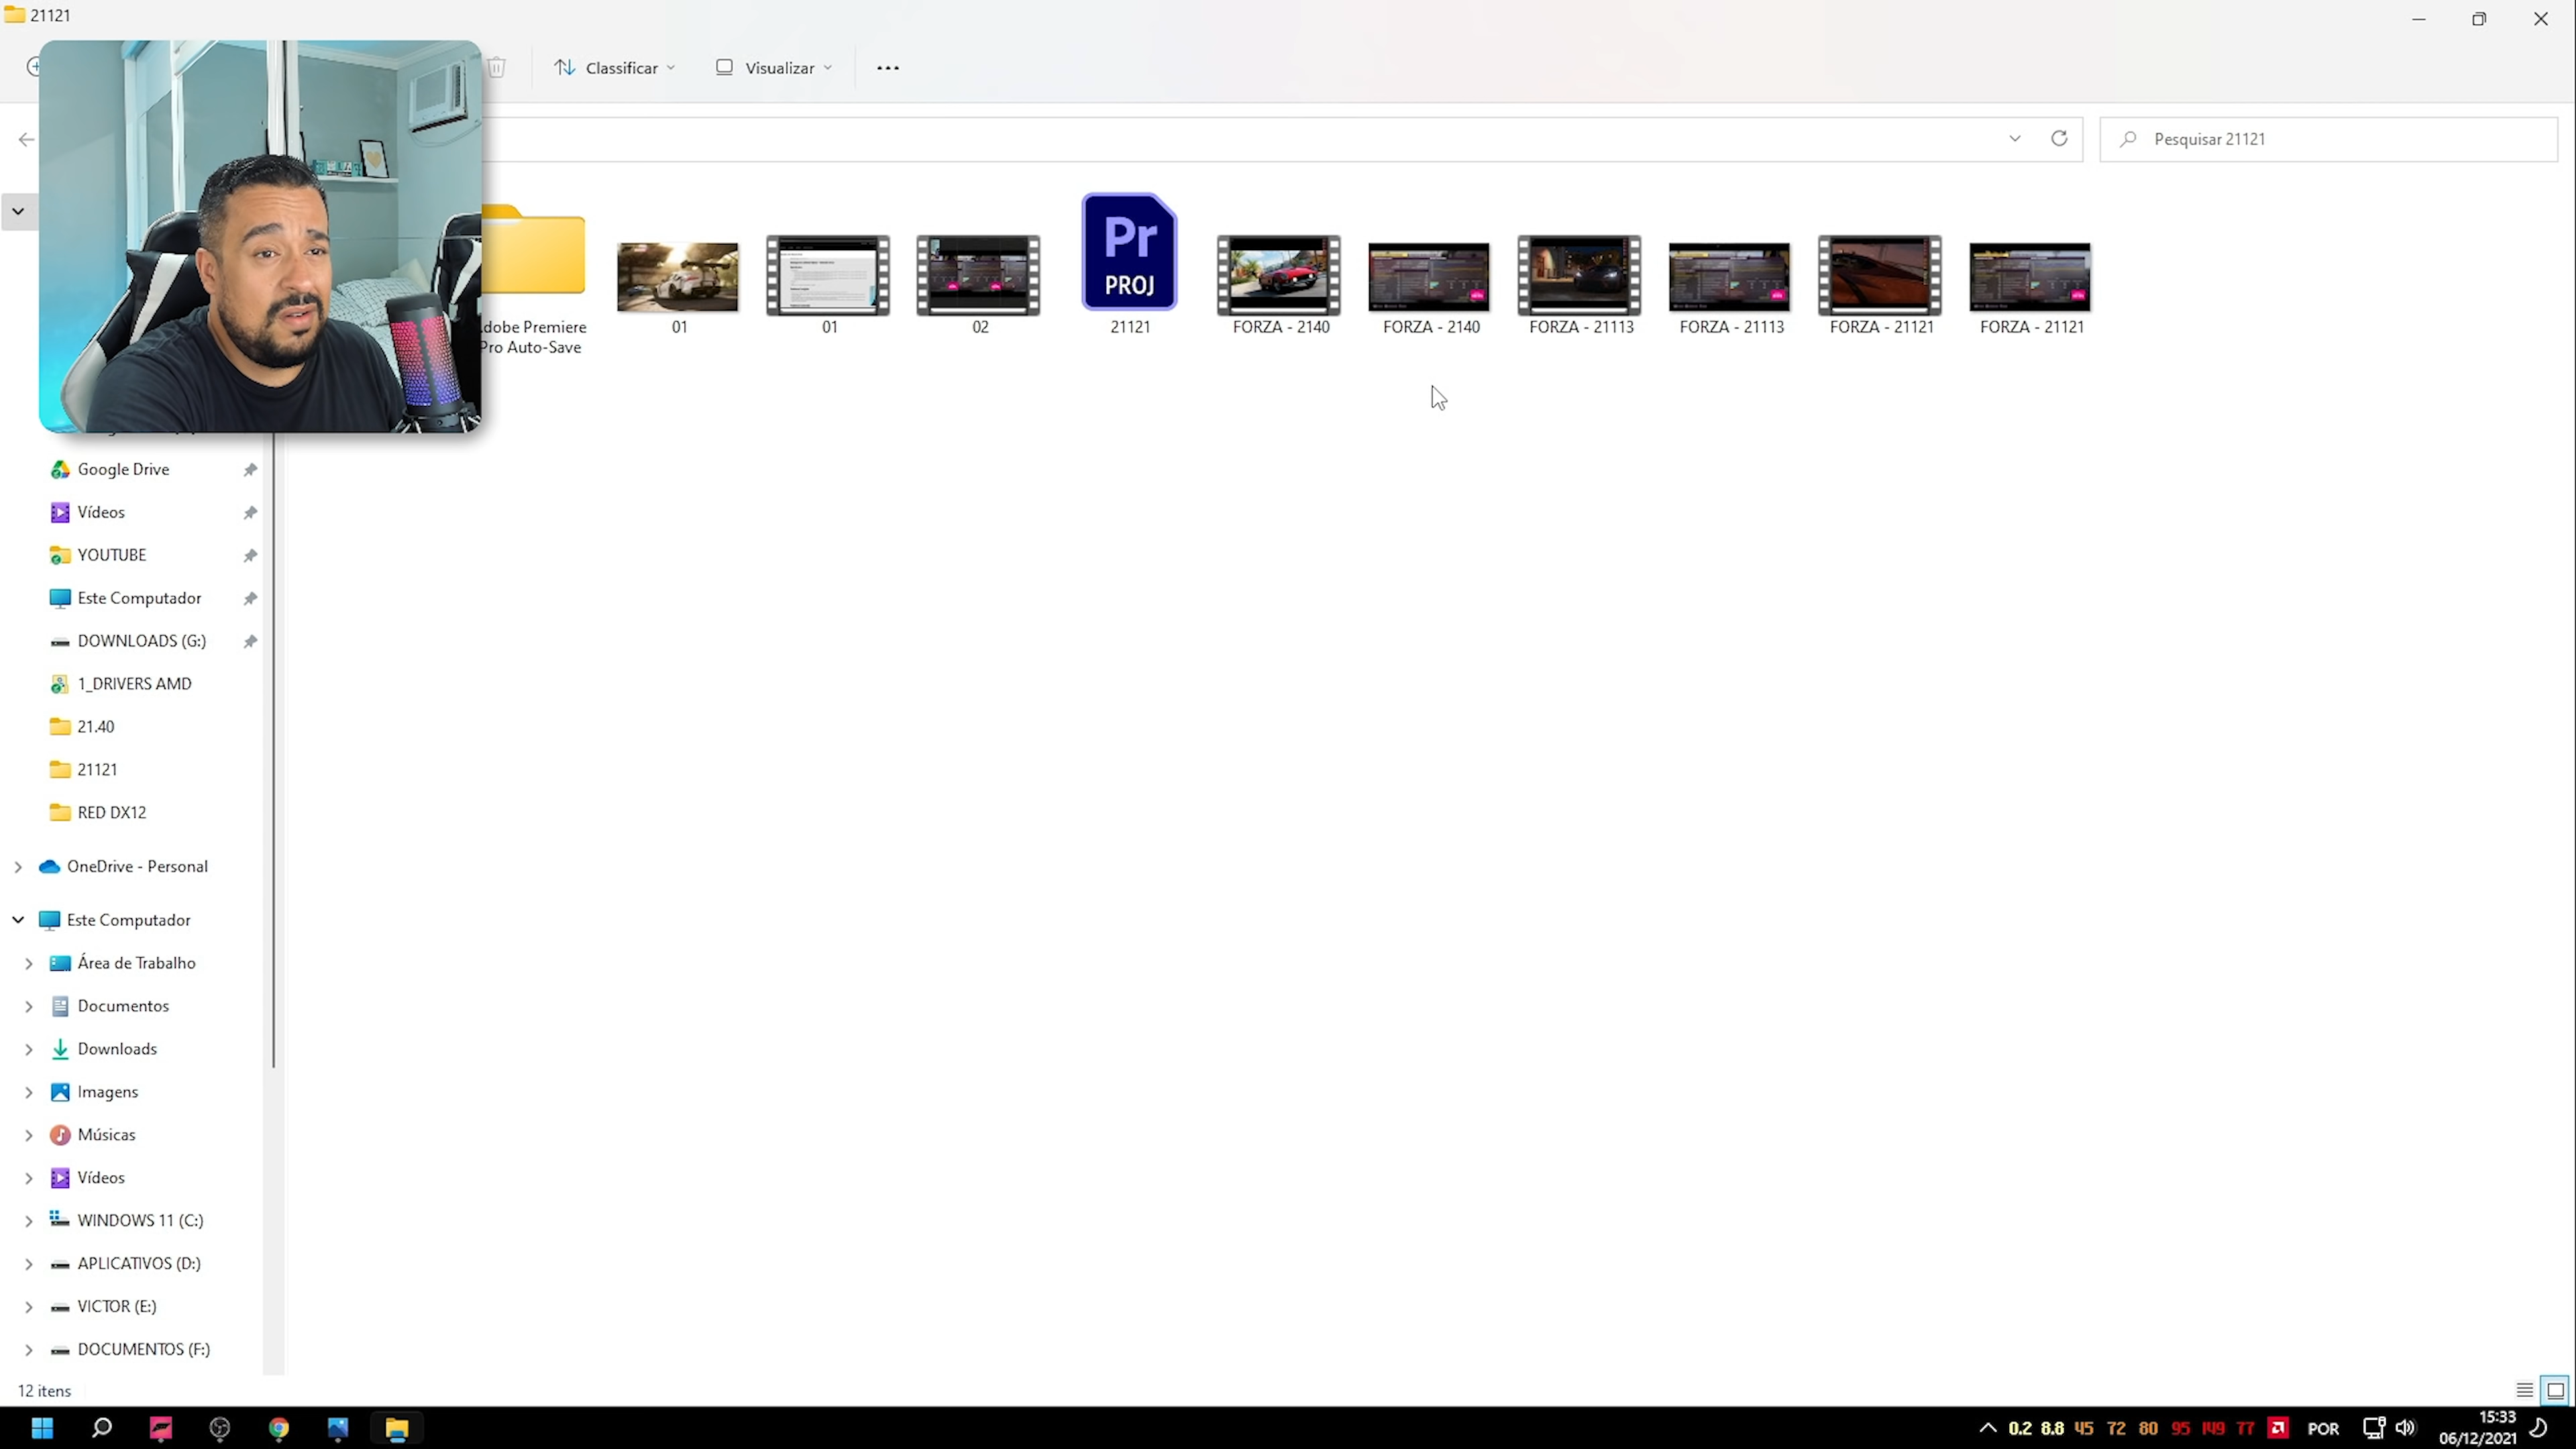 21121
Classificar
Visualizar
Pesquisar 21121
dobe Premiere
Pro Auto-Save
01
01
02
Pr
PROJ
21121
FORZA - 2140
FORZA - 2140
FORZA - 21113
FORZA - 21113
FORZA - 21121
FORZA - 21121
Google Drive
Vídeos
YOUTUBE
Este Computador
DOWNLOADS (G:)
1_DRIVERS AMD
21.40
21121
RED DX12
OneDrive - Personal
Este Computador
Área de Trabalho
Documentos
Downloads
Imagens
Músicas
Vídeos
WINDOWS 11 (C:)
APLICATIVOS (D:)
VICTOR (E:)
DOCUMENTOS (F:)
12 itens
0.2 8.8 45 72 80 95 149 77 POR
15:33
06/12/2021